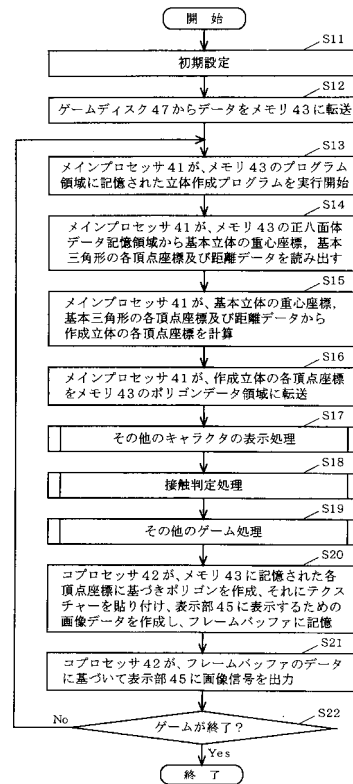 開 始
S11
初期設定
S12
ゲームディスク47からデータをメモリ43に転送
S13
メインプロセッサ41が、メモリ43のプログラム
領域に記憶された立体作成プログラムを実行開始
S14
メインプロセッサ41が、メモリ43の正八面体
データ記憶領域から基本立体の重心座標，基本
三角形の各頂点座標及び距離データを読み出す
S15
メインプロセッサ41が、基本立体の重心座標，
基本三角形の各頂点座標及び距離データから
作成立体の各頂点座標を計算
S16
メインプロセッサ41が、作成立体の各頂点座標
をメモリ43のポリゴンデータ領域に転送
S17
その他のキャラクタの表示処理
S18
接触判定処理
S19
その他のゲーム処理
S20
コプロセッサ42が、メモリ43に記憶された各
頂点座標に基づきポリゴンを作成、それにテクス
チャーを貼り付け、表示部45に表示するための
画像データを作成し、フレームバッファに記憶
S21
コプロセッサ42が、フレームバッファのデータ
に基づいて表示部45に画像信号を出力
S22
No
ゲームが終了？
Yes
終 了